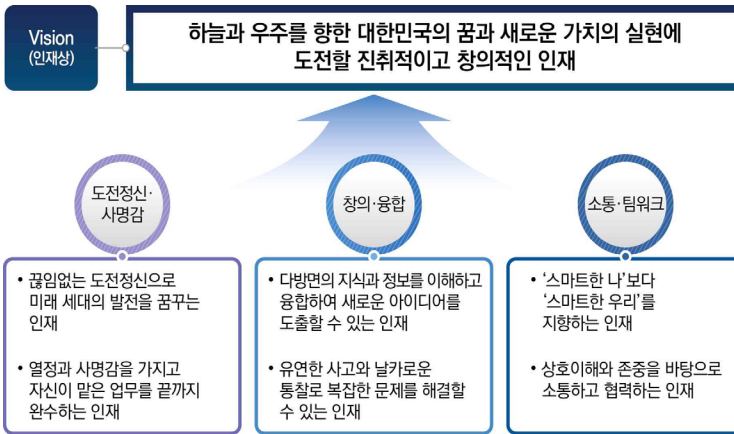 Vision
(인재상)
하늘과 우주를 향한 대한민국의 꿈과 새로운 가치의 실현에
도전할 진취적이고 창의적인 인재
도전정신·
사명감
• 끊임없는 도전정신으로
미래 세대의 발전을 꿈꾸는
인재
• 열정과 사명감을 가지고
자신이 맡은 업무를 끝까지
완수하는 인재
창의·융합
• 다방면의 지식과 정보를 이해하고
융합하여 새로운 아이디어를
도출할 수 있는 인재
• 유연한 사고와 날카로운
통찰로 복잡한 문제를 해결할
수 있는 인재
소통·팀워크
• ‘스마트한 나’보다
‘스마트한 우리’를
지향하는 인재
• 상호이해와 존중을 바탕으로
소통하고 협력하는 인재